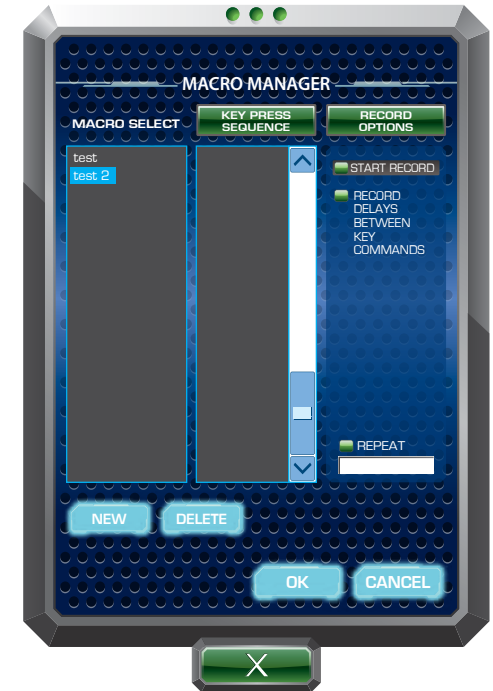 MACRO MANAGER
MACRO SELECT
KEY PRESS
SEQUENCE
RECORD
OPTIONS
test
test 2
START RECORD
RECORD
DELAYS
BETWEEN
KEY
COMMANDS
REPEAT
NEW
DELETE
OK
CANCEL
X